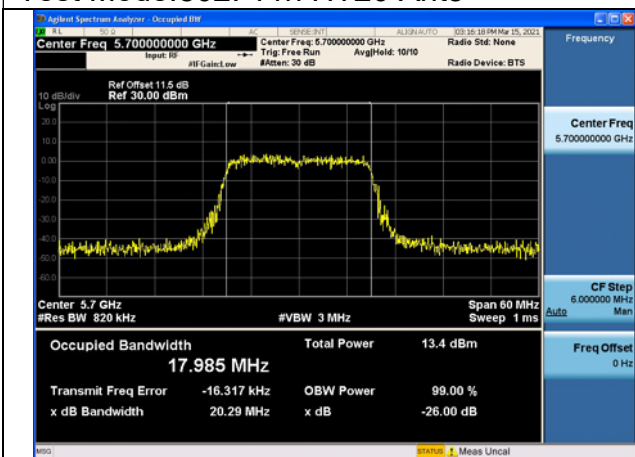 Agilent Spectrum Analyzer - Occupied BW
RL 50 Ω AC SENSE:INT ALIGN AUTO 03:16:18 PM Mar 15, 2021
Center Freq 5.700000000 GHz
Center Freq: 5.700000000 GHz
Radio Std: None
Input: RF
Trig: Free Run Avg|Hold: 10/10
#IFGain:Low
#Atten: 30 dB
Radio Device: BTS
Ref Offset 11.5 dB
10 dB/div Ref 30.00 dBm
Log
20.0
10.0
0.00
-10.0
-20.0
-30.0
-40.0
-50.0
-60.0
Center 5.7 GHz
Span 60 MHz
#Res BW 820 kHz
#VBW 3 MHz
Sweep 1 ms
Occupied Bandwidth
Total Power 13.4 dBm
17.985 MHz
Transmit Freq Error -16.317 kHz
OBW Power 99.00 %
x dB Bandwidth 20.29 MHz
x dB -26.00 dB
MSG
STATUS Meas Uncal
Frequency
Center Freq
5.700000000 GHz
CF Step
6.000000 MHz
Auto Man
Freq Offset
0 Hz